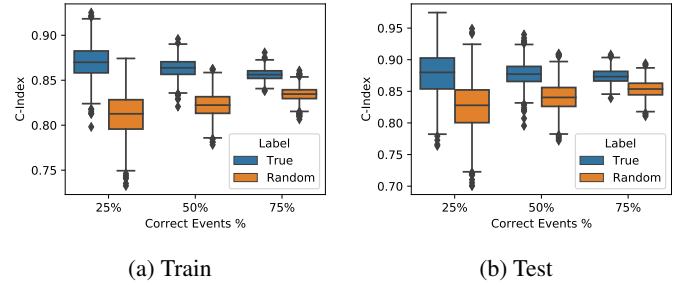 0.90
0.85
0.80
0.75
C-Index
Label
True
Random
25% 50% 75%
Correct Events %
(a) Train
0.95
0.90
0.85
0.80
0.75
0.70
C-Index
Label
True
Random
25% 50% 75%
Correct Events %
(b) Test